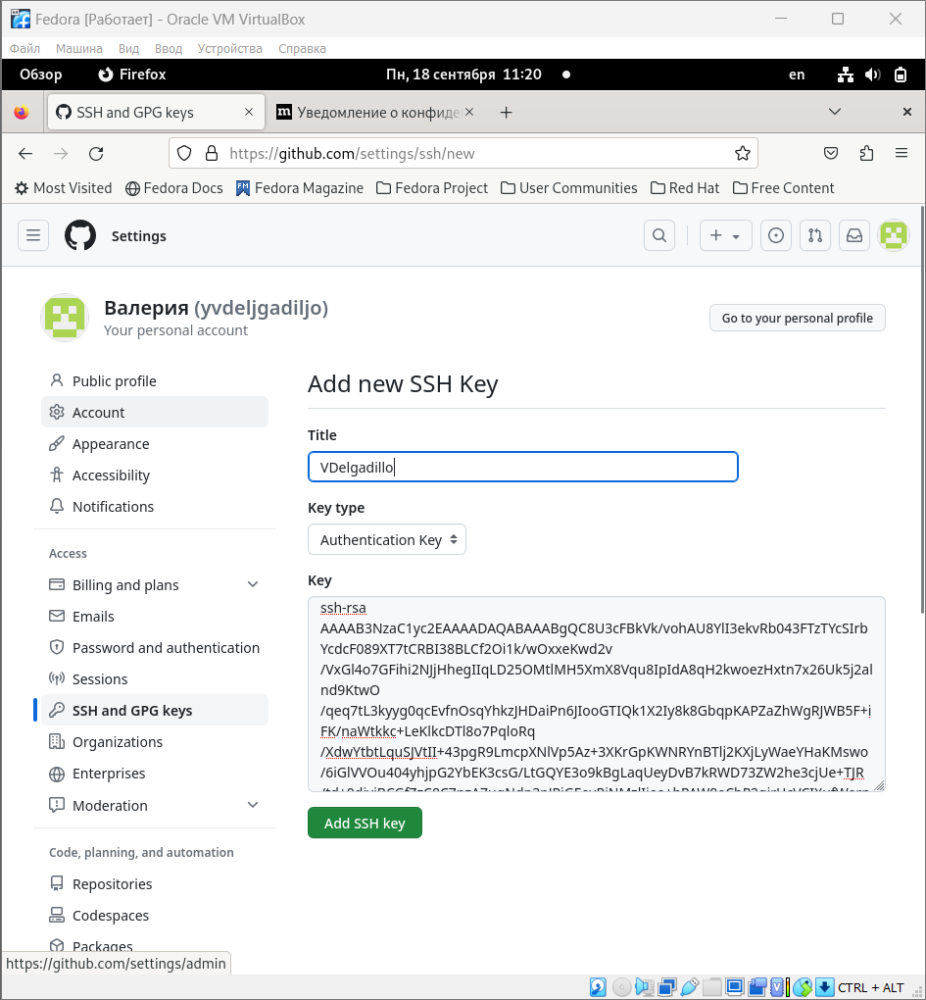 Fedora [Работает] - Oracle VM VirtualBox
Файл Машина Вид Ввод Устройства Справка
Обзор Firefox Пн, 18 сентября 11:20 en
SSH and GPG keys Уведомление о конфиде
https://github.com/settings/ssh/new
Most Visited Fedora Docs Fedora Magazine Fedora Project User Communities Red Hat Free Content
Settings
Валерия (yvdeljgadiljo)
Your personal account
Go to your personal profile
Public profile
Account
Appearance
Accessibility
Notifications
Access
Billing and plans
Emails
Password and authentication
Sessions
SSH and GPG keys
Organizations
Enterprises
Moderation
Code, planning, and automation
Repositories
Codespaces
Packages
Add new SSH Key
Title
VDelgadillo
Key type
Authentication Key
Key
ssh-rsa
AAAAB3NzaC1yc2EAAAADAQABAAABgQC8U3cFBkVk/vohAU8YlI3ekvRb043FTzTYcSIrb
YcdcF089XT7tCRBI38BLCf2Oi1k/wOxxeKwd2v
/VxGl4o7GFihi2NJjHhegIIqLD25OMtlMH5XmX8Vqu8IpIdA8qH2kwoezHxtn7x26Uk5j2al
nd9KtwO
/qeq7tL3kyyg0qcEvfnOsqYhkzJHDaiPn6JIooGTIQk1X2Iy8k8GbqpKAPZaZhWgRJWB5F+i
FK/naWtkkc+LeKlkcDTl8o7PqloRq
/XdwYtbtLquSJVtII+43pgR9LmcpXNlVp5Az+3XKrGpKWNRYnBTlj2KXjLyWaeYHaKMswo
/6iGlVVOu404yhjpG2YbEK3csG/LtGQYE3o9kBgLaqUeyDvB7kRWD73ZW2he3cjUe+TJR
Add SSH key
https://github.com/settings/admin
CTRL + ALT